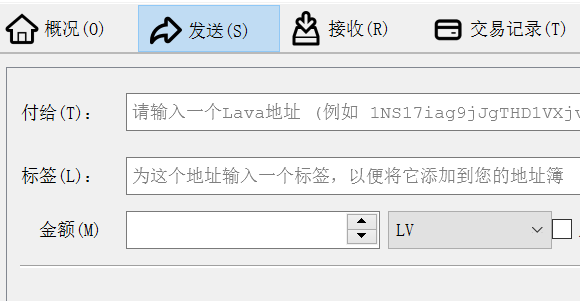 概况(O) 发送(S) 接收(R) 交易记录(T)
付给(T): 请输入一个Lava地址 (例如 1NS17iag9jJgTHD1VXjv
标签(L): 为这个地址输入一个标签，以便将它添加到您的地址簿
金额(M) LV